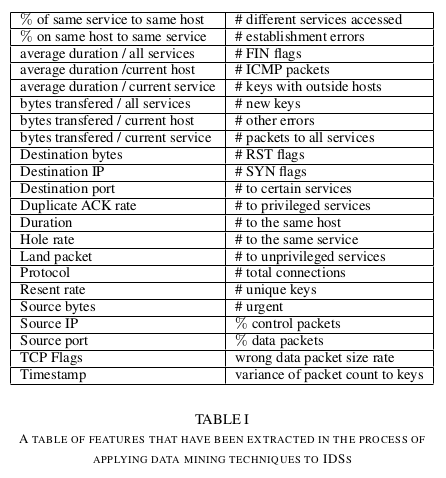 % of same service to same host # different services accessed
% on same host to same service # establishment errors
average duration / all services # FIN flags
average duration /current host # ICMP packets
average duration / current service # keys with outside hosts
bytes transfered / all services # new keys
bytes transfered / current host # other errors
bytes transfered / current service # packets to all services
Destination bytes # RST flags
Destination IP # SYN flags
Destination port # to certain services
Duplicate ACK rate # to privileged services
Duration # to the same host
Hole rate # to the same service
Land packet # to unprivileged services
Protocol # total connections
Resent rate # unique keys
Source bytes # urgent
Source IP % control packets
Source port % data packets
TCP Flags wrong data packet size rate
Timestamp variance of packet count to keys
TABLE I
A TABLE OF FEATURES THAT HAVE BEEN EXTRACTED IN THE PROCESS OF
APPLYING DATA MINING TECHNIQUES TO IDSS